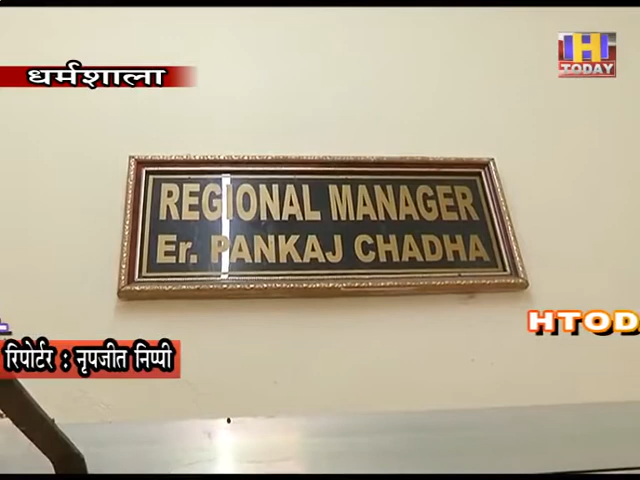 H
TODAY
धर्मशाला
REGIONAL MANAGER
Er. PANKAJ CHADHA
HTOD
रिपोर्टर : नृपजीत निप्पी